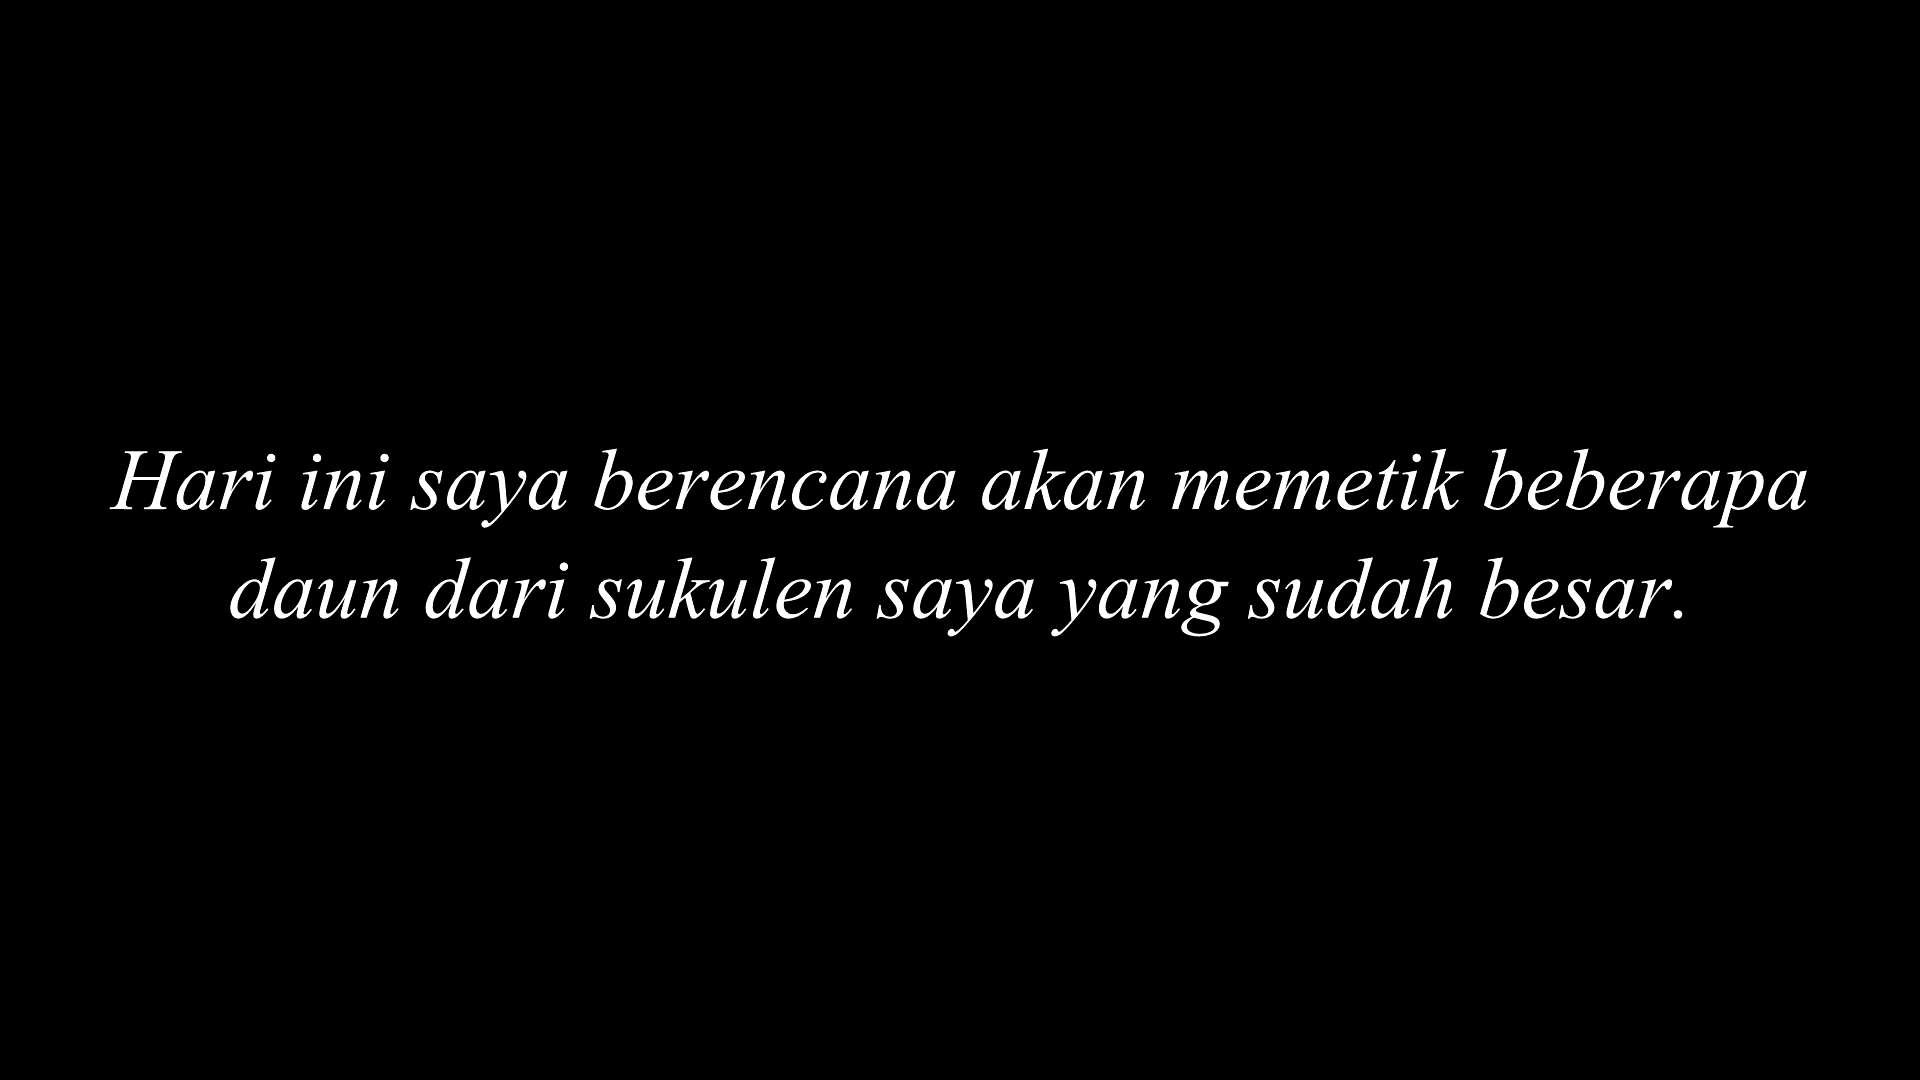 Hari ini saya berencana akan memetik beberapa
daun dari sukulen saya yang sudah besar.